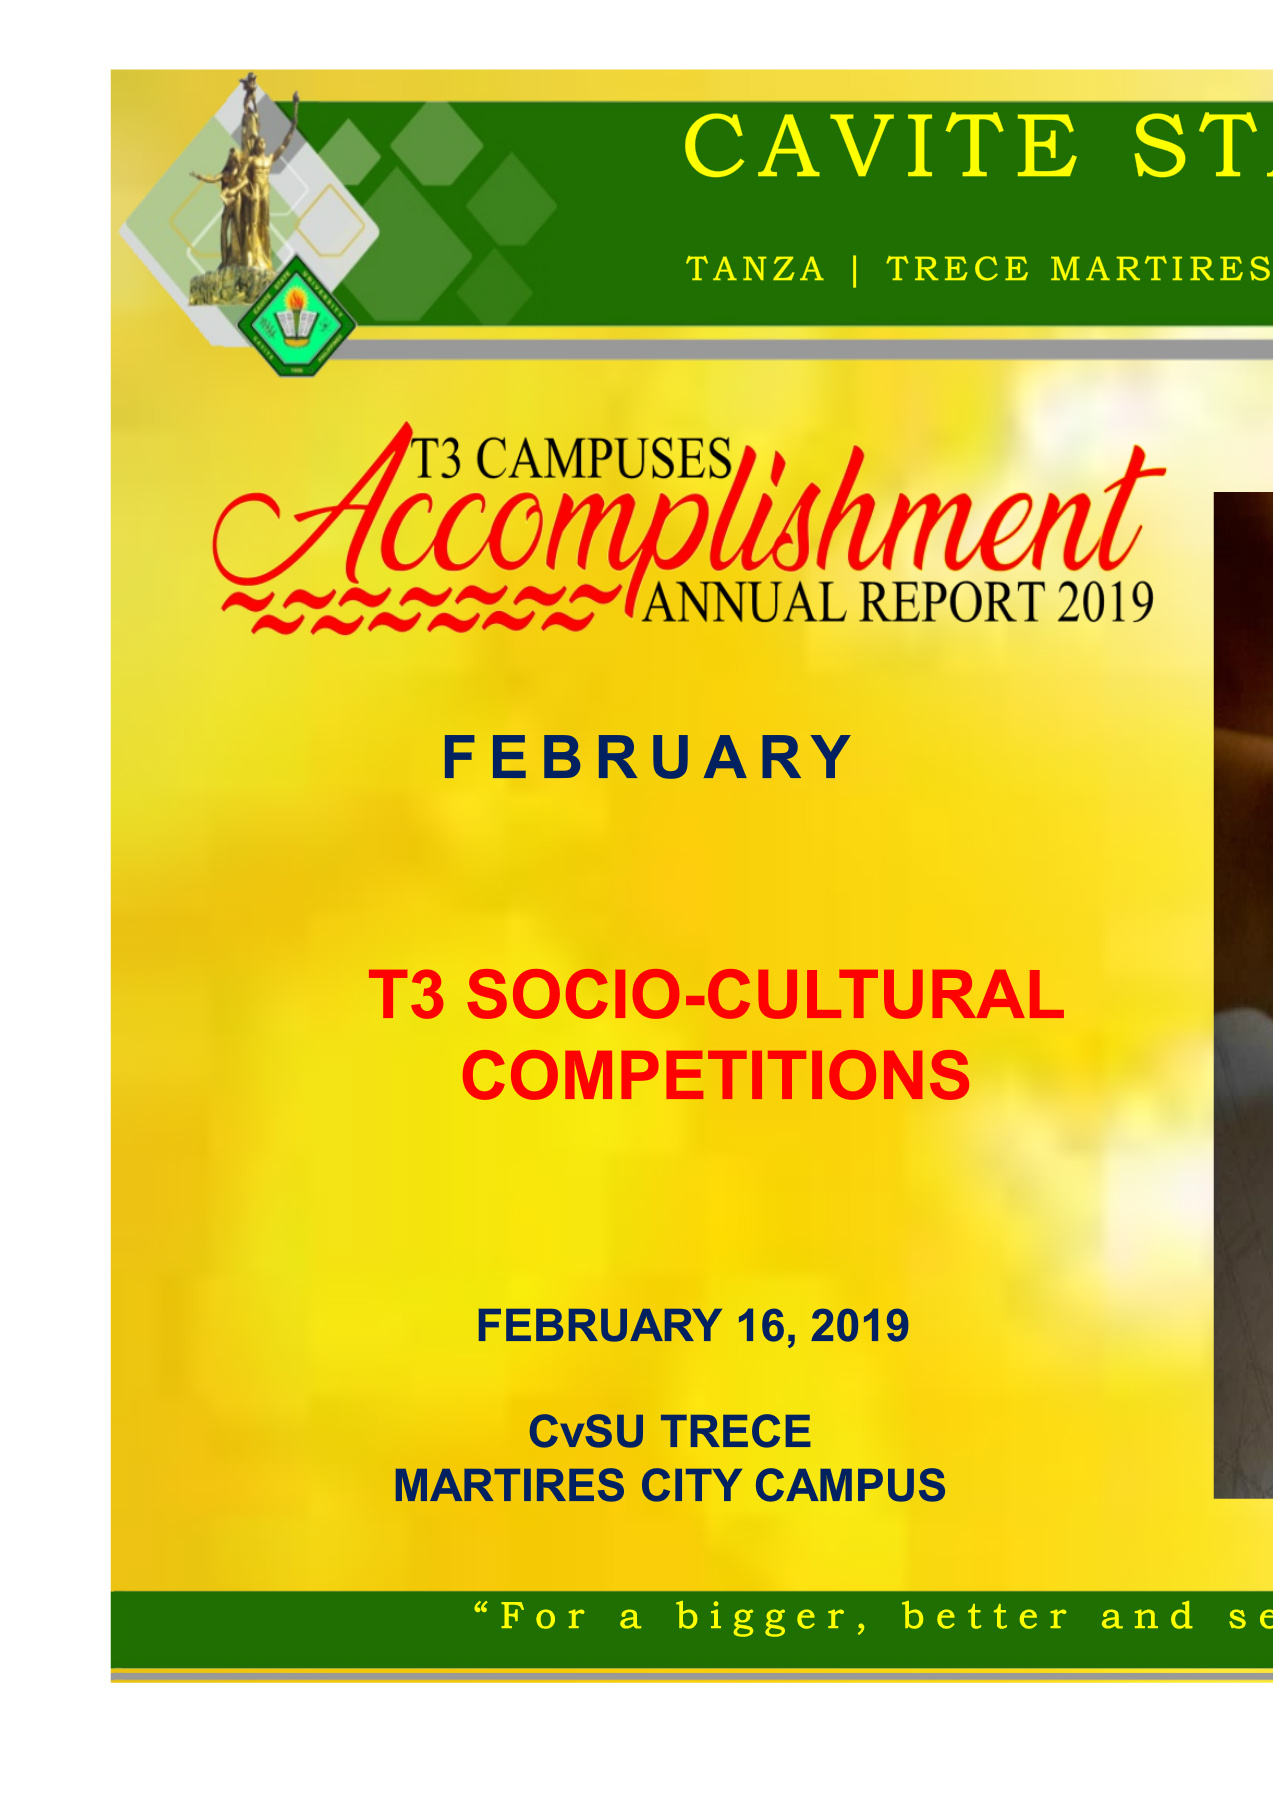 CAVITE ST
TANZA | TRECE MARTIRES
T3 CAMPUSES
Accomplishment
ANNUAL REPORT 2019
FEBRUARY
T3 SOCIO-CULTURAL
COMPETITIONS
FEBRUARY 16, 2019
CvSU TRECE
MARTIRES CITY CAMPUS
“For a bigger, better and se